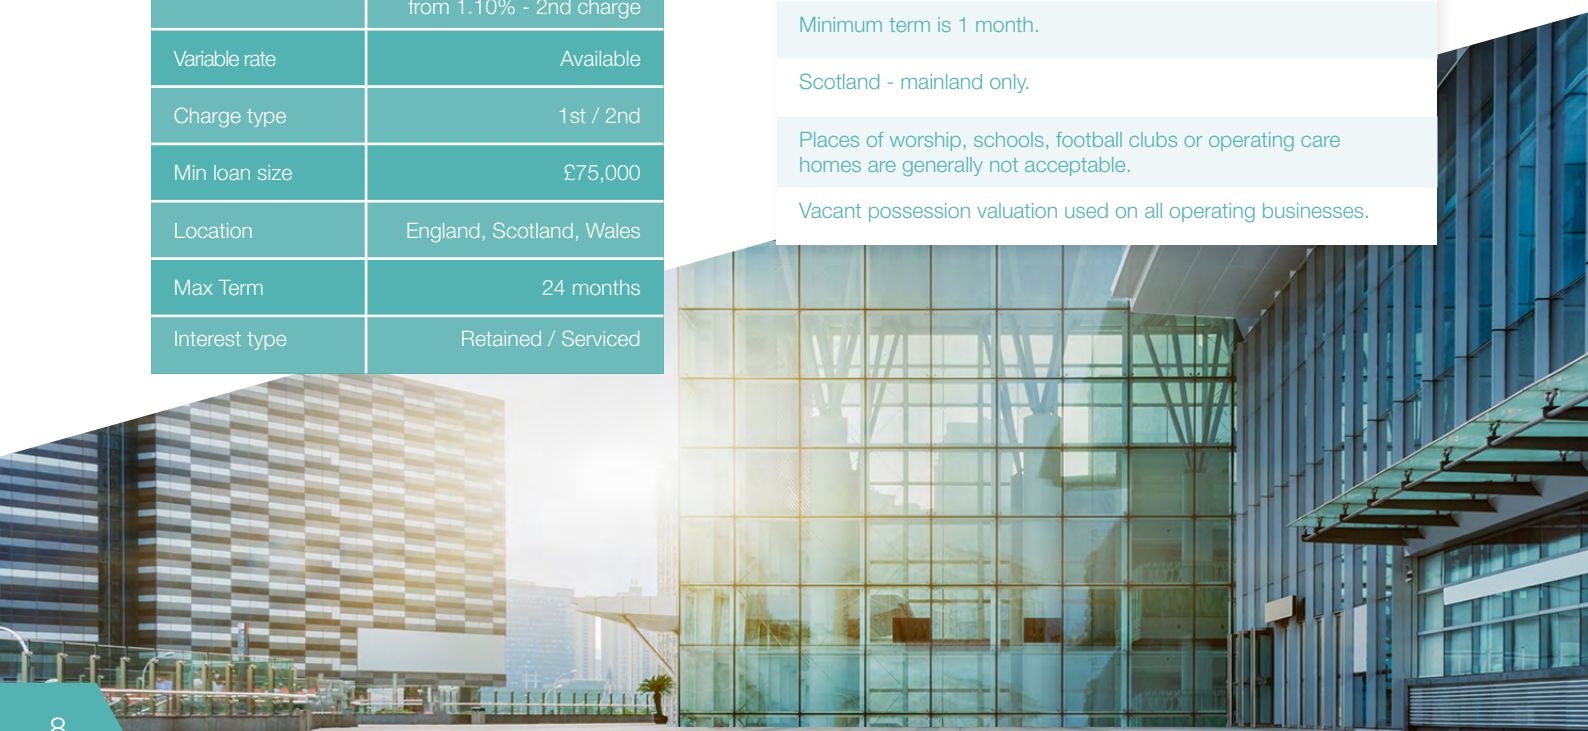 from 1.10% - 2nd charge
Variable rate Available
Charge type 1st / 2nd
Min loan size £75,000
Location England, Scotland, Wales
Max Term 24 months
Interest type Retained / Serviced
Minimum term is 1 month.
Scotland - mainland only.
Places of worship, schools, football clubs or operating care
homes are generally not acceptable.
Vacant possession valuation used on all operating businesses.
8